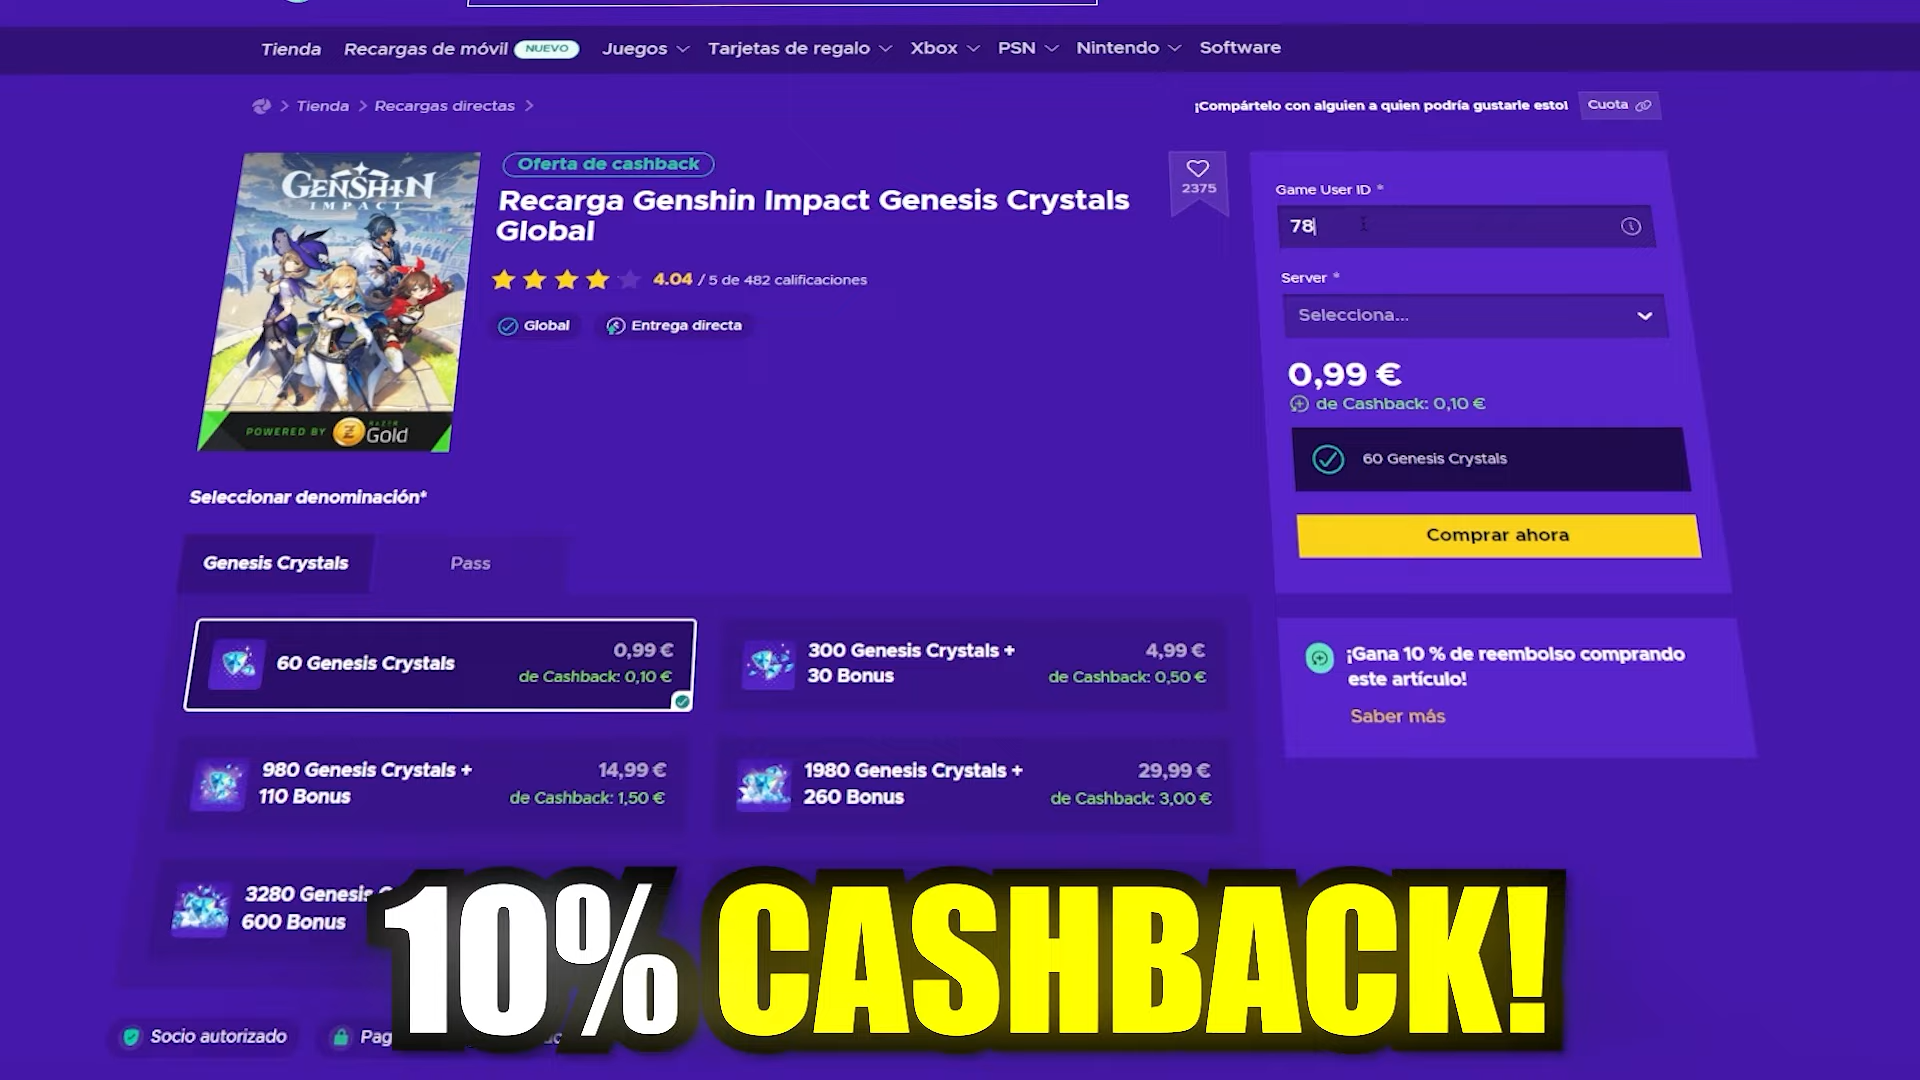 Tienda Recargas de móvil NUEVO Juegos Tarjetas de regalo Xbox PSN Nintendo Software
> Tienda > Recargas directas >
¡Compártelo con alguien a quien podría gustarle esto! Cuota
Oferta de cashback
Recarga Genshin Impact Genesis Crystals
Global
2375
4.04 / 5 de 482 calificaciones
Global Entrega directa
GENSHIN
IMPACT
POWERED BY RAZER Gold
Game User ID *
78
Server *
Selecciona...
0,99 €
de Cashback: 0,10 €
60 Genesis Crystals
Comprar ahora
¡Gana 10 % de reembolso comprando
este artículo!
Saber más
Seleccionar denominación*
Genesis Crystals Pass
60 Genesis Crystals 0,99 €
de Cashback: 0,10 €
300 Genesis Crystals + 4,99 €
30 Bonus de Cashback: 0,50 €
980 Genesis Crystals + 14,99 €
110 Bonus de Cashback: 1,50 €
1980 Genesis Crystals + 29,99 €
260 Bonus de Cashback: 3,00 €
3280 Genesis
600 Bonus
10% CASHBACK!
Socio autorizado